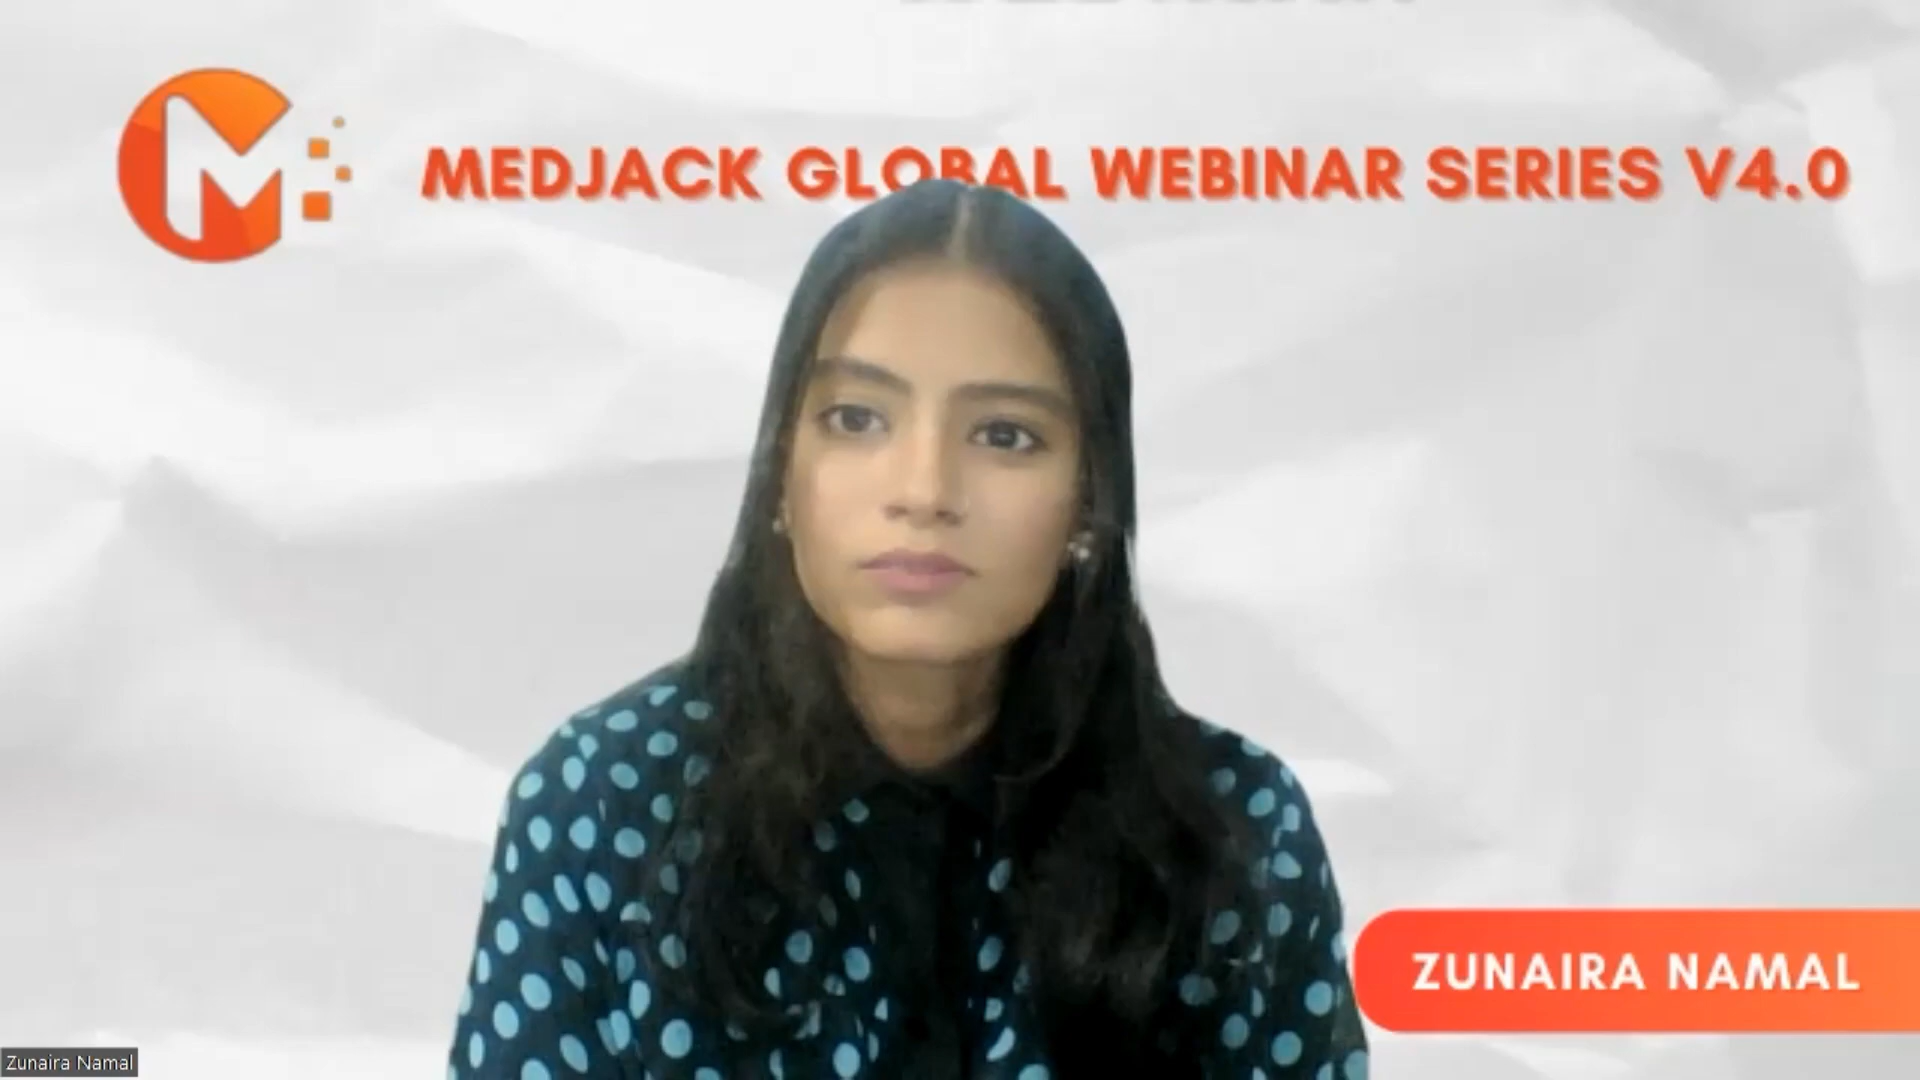 MEDJACK GLOBAL WEBINAR SERIES V4.0
ZUNAIRA NAMAL
Zunaira Namal